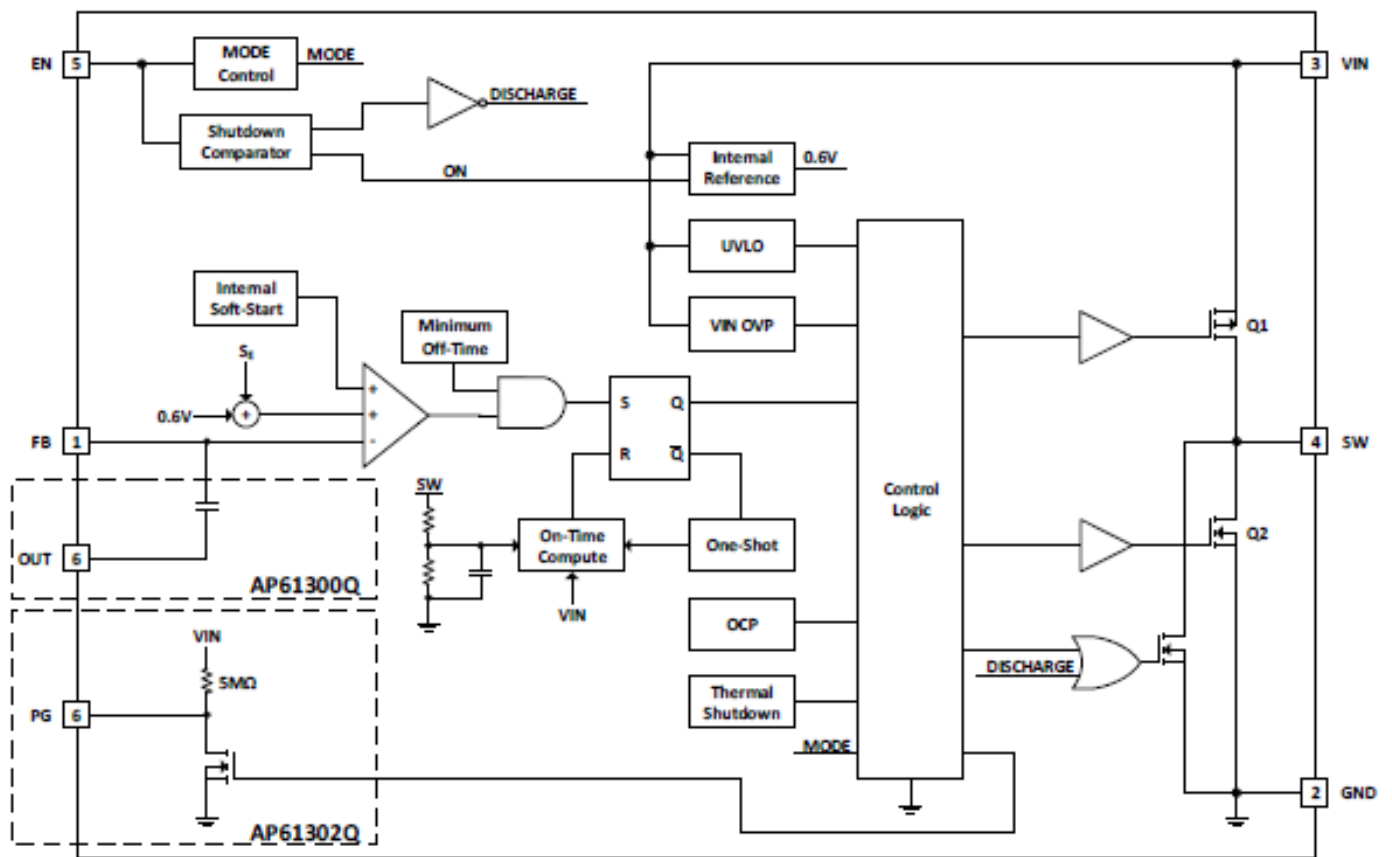 EN 5
MODE
Control
MODE
3 VIN
DISCHARGE
Shutdown
Comparator
ON
Internal
Reference
0.6V
UVLO
Internal
Soft-Start
Minimum
Off-Time
VIN OVP
Q1
SE
0.6V
+
+
+
-
S Q
R Q̅
FB 1
4 SW
SW
Control
Logic
On-Time
Compute
One-Shot
Q2
OUT 6
AP61300Q
VIN
OCP
VIN
5MΩ
DISCHARGE
PG 6
Thermal
Shutdown
MODE
2 GND
AP61302Q